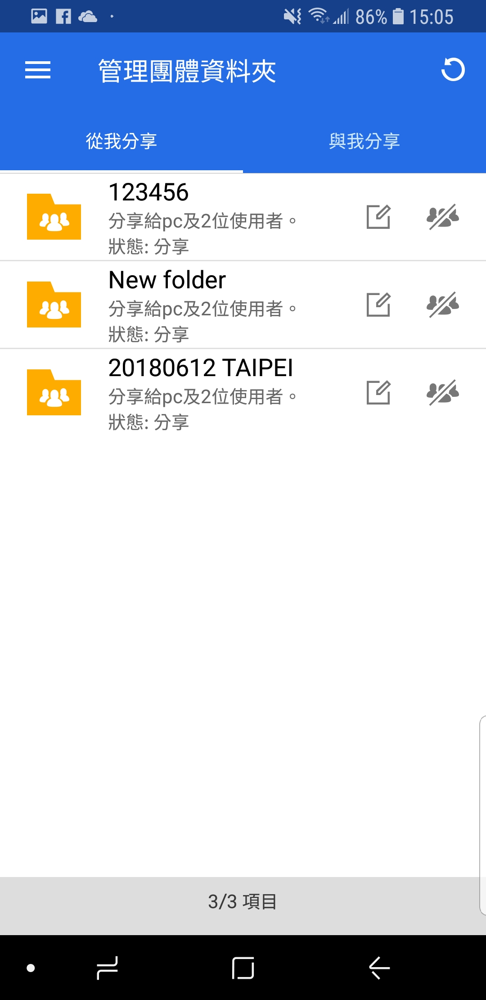 86% 15:05
管理團體資料夾
從我分享 與我分享
123456
分享給pc及2位使用者。
狀態: 分享
New folder
分享給pc及2位使用者。
狀態: 分享
20180612 TAIPEI
分享給pc及2位使用者。
狀態: 分享
3/3 項目